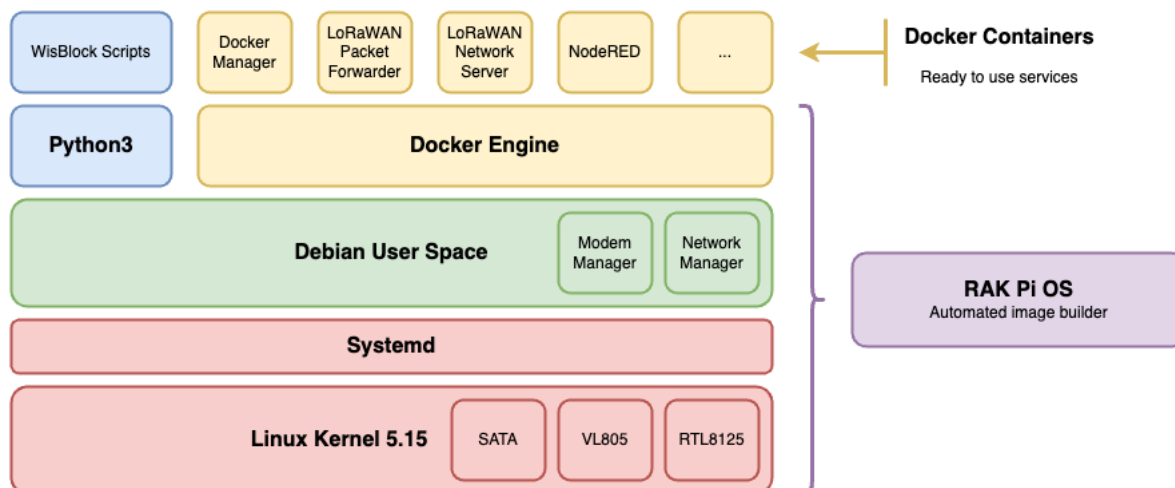 WisBlock Scripts
Docker
Manager
LoRaWAN
Packet
Forwarder
LoRaWAN
Network
Server
NodeRED
...
Docker Containers
Ready to use services
Python3
Docker Engine
Debian User Space
Modem
Manager
Network
Manager
RAK Pi OS
Automated image builder
Systemd
Linux Kernel 5.15
SATA
VL805
RTL8125